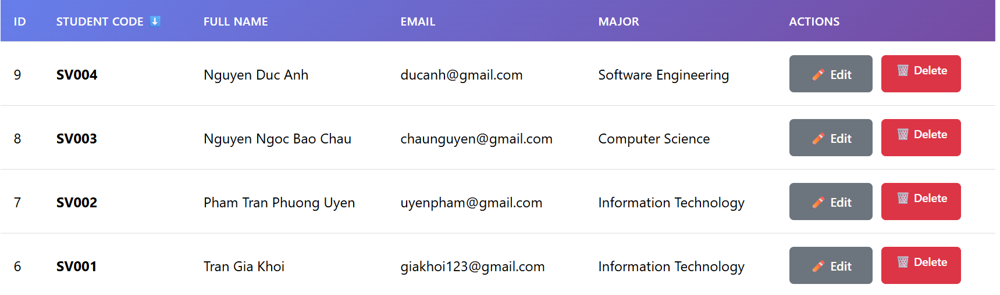 ID STUDENT CODE ⬇️ FULL NAME EMAIL MAJOR ACTIONS
9 SV004 Nguyen Duc Anh ducanh@gmail.com Software Engineering ✏️ Edit 🗑️ Delete
8 SV003 Nguyen Ngoc Bao Chau chaunguyen@gmail.com Computer Science ✏️ Edit 🗑️ Delete
7 SV002 Pham Tran Phuong Uyen uyenpham@gmail.com Information Technology ✏️ Edit 🗑️ Delete
6 SV001 Tran Gia Khoi giakhoi123@gmail.com Information Technology ✏️ Edit 🗑️ Delete